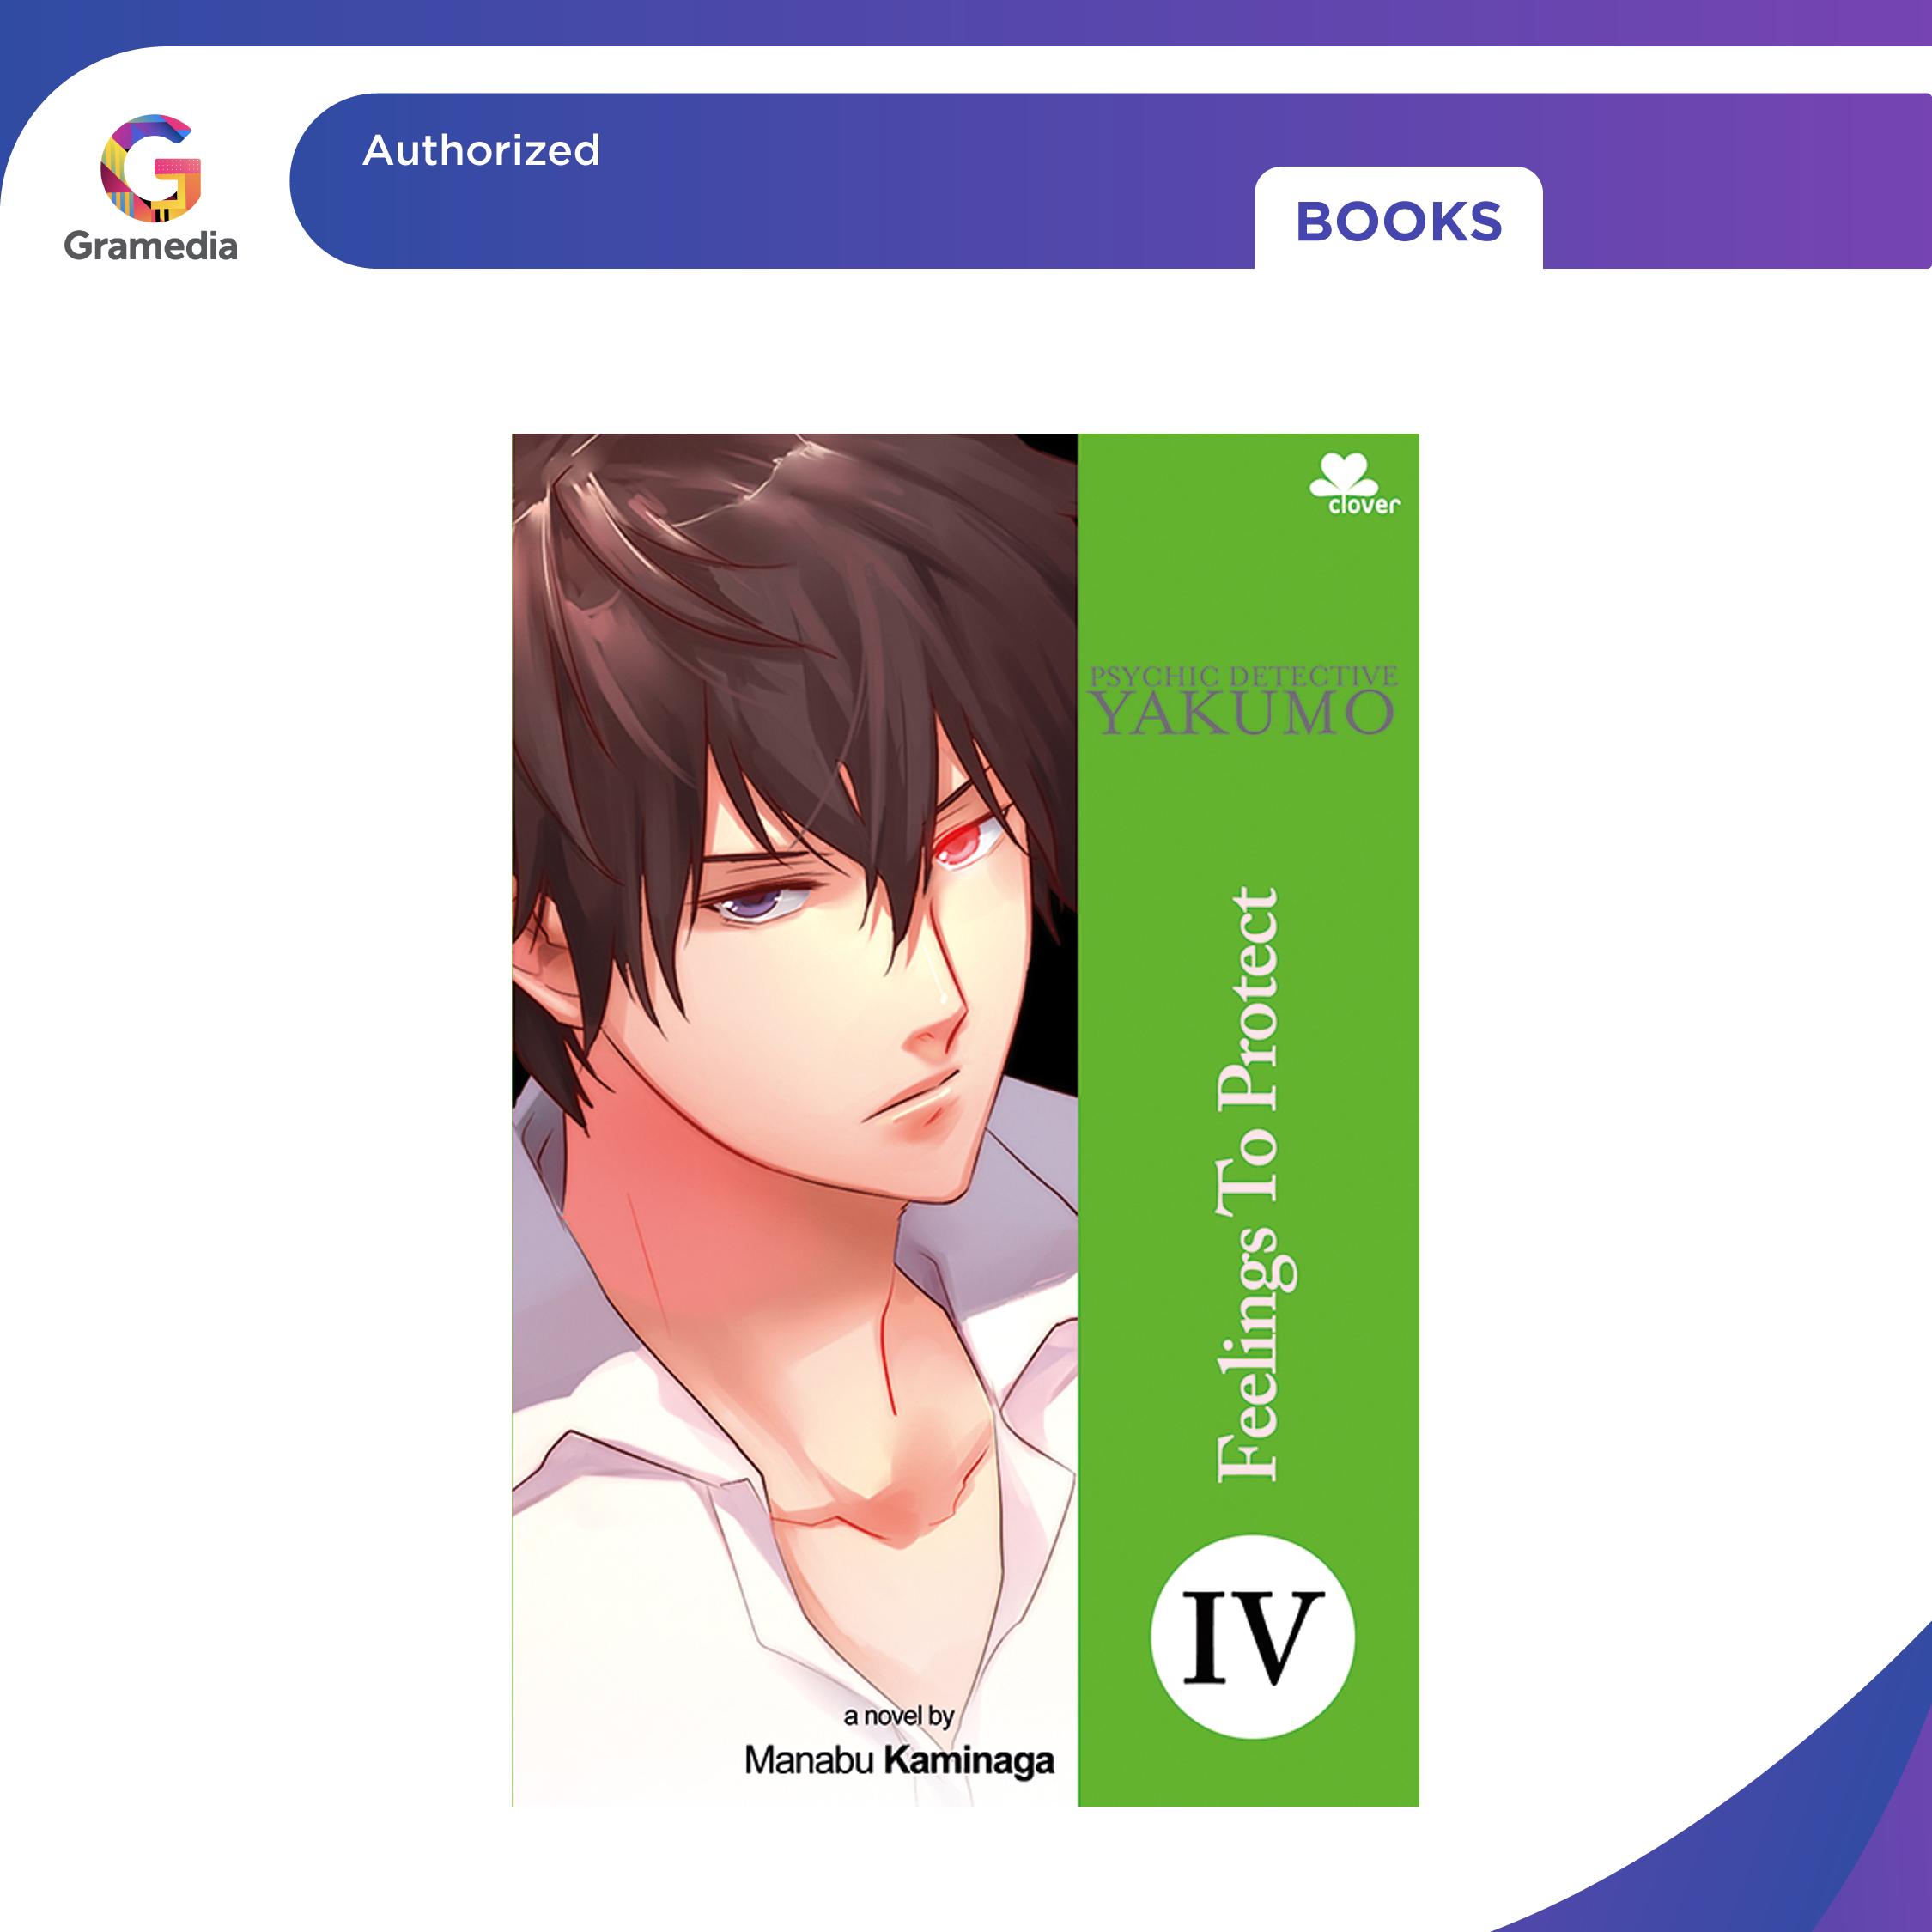 Gramedia
Authorized
BOOKS
clover
PSYCHIC DETECTIVE
YAKUMO
Feelings To Protect
IV
a novel by
Manabu Kaminaga